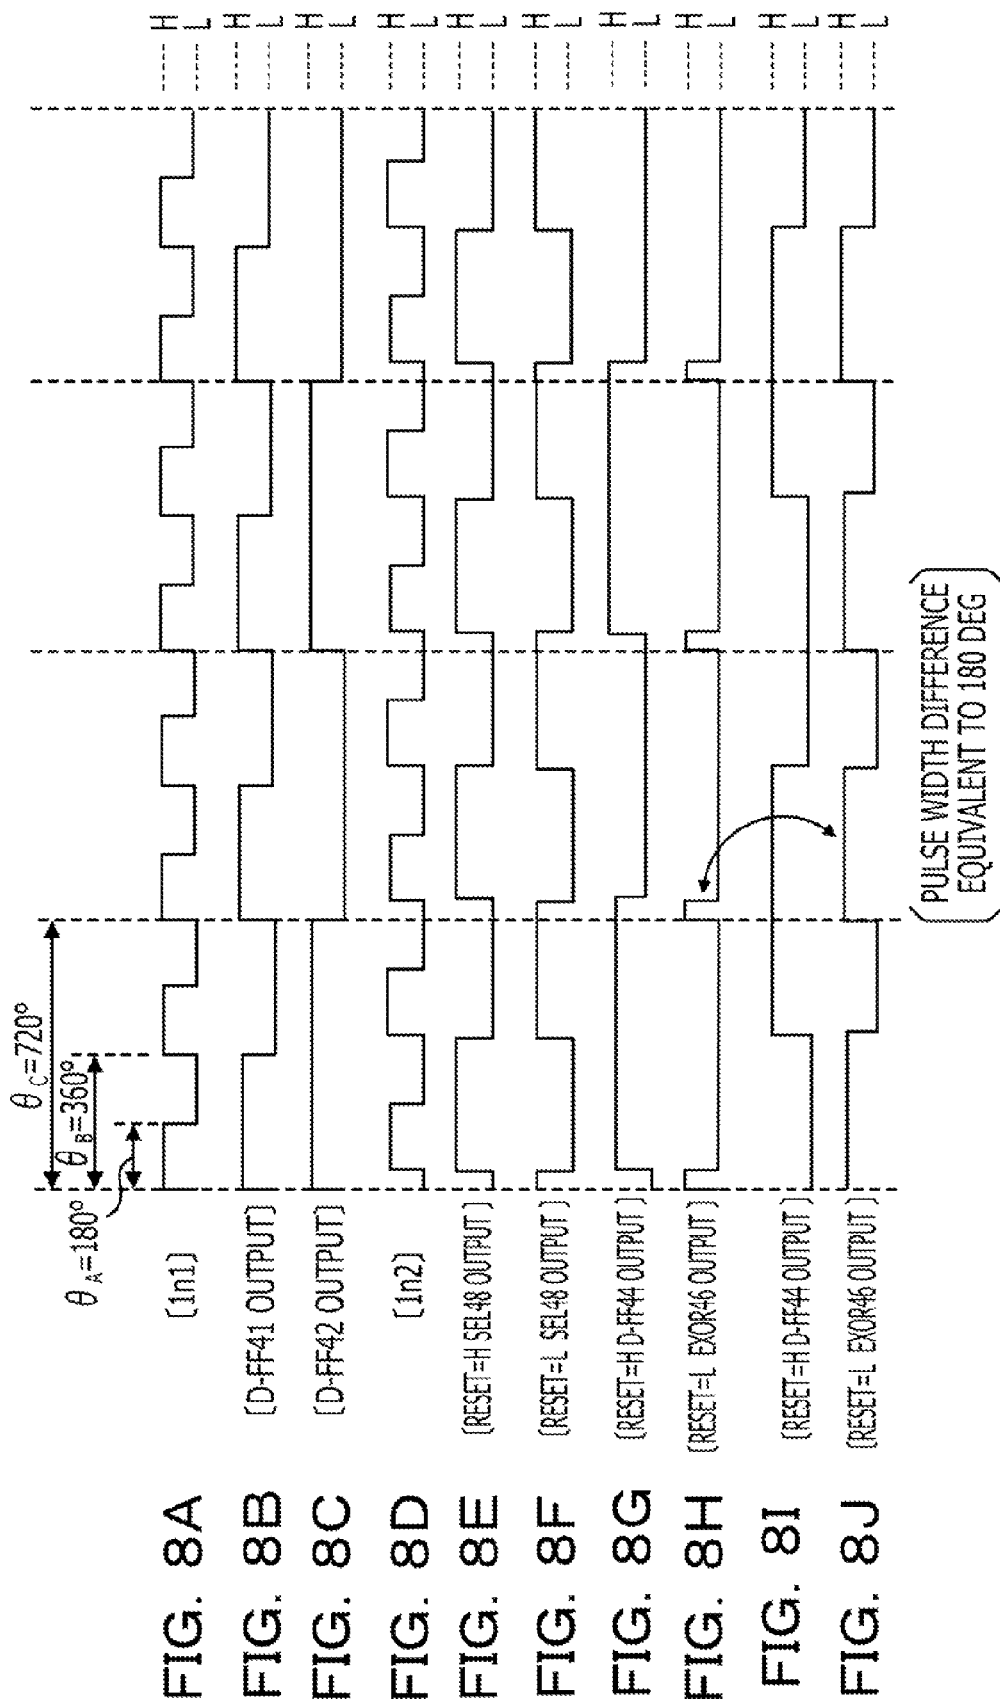 θC=720°
θB=360°
θA=180°
FIG. 8A [1n1] H L
FIG. 8B [D-FF41 OUTPUT] H L
FIG. 8C [D-FF42 OUTPUT] H L
FIG. 8D [1n2] H L
FIG. 8E [RESET=H SEL48 OUTPUT] H L
FIG. 8F [RESET=L SEL48 OUTPUT] H L
FIG. 8G [RESET=H D-FF44 OUTPUT] H L
FIG. 8H [RESET=L EXOR46 OUTPUT] H L
FIG. 8I [RESET=H D-FF44 OUTPUT] H L
FIG. 8J [RESET=L EXOR46 OUTPUT] H L
(PULSE WIDTH DIFFERENCE
EQUIVALENT TO 180 DEG)